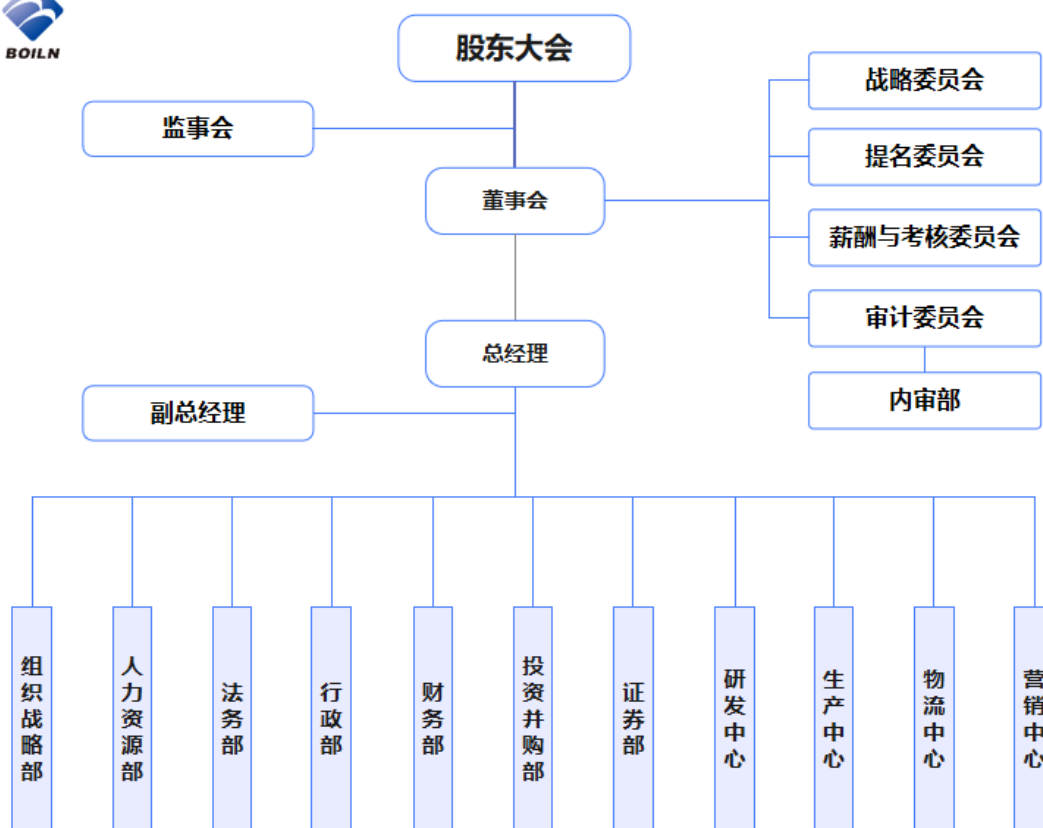 BOILN
股东大会
监事会
董事会
战略委员会
提名委员会
薪酬与考核委员会
审计委员会
内审部
总经理
副总经理
组织战略部
人力资源部
法务部
行政部
财务部
投资并购部
证券部
研发中心
生产中心
物流中心
营销中心